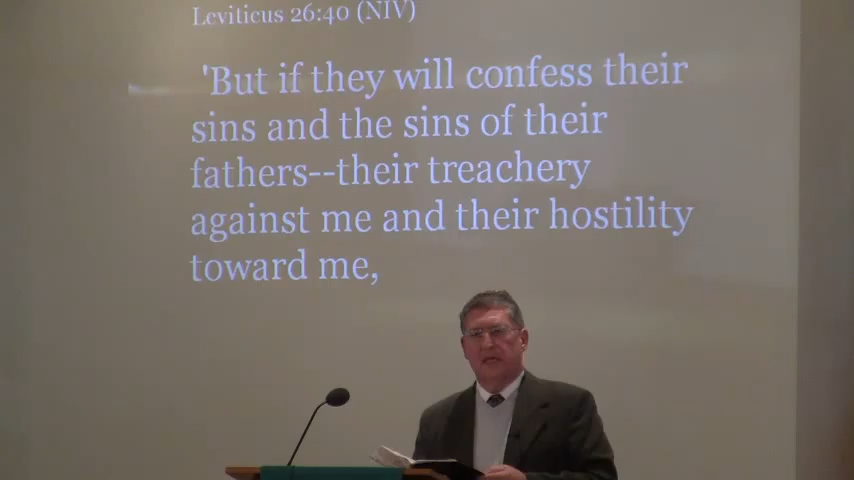 Leviticus 26:40 (NIV)
'But if they will confess their
sins and the sins of their
fathers--their treachery
against me and their hostility
toward me,